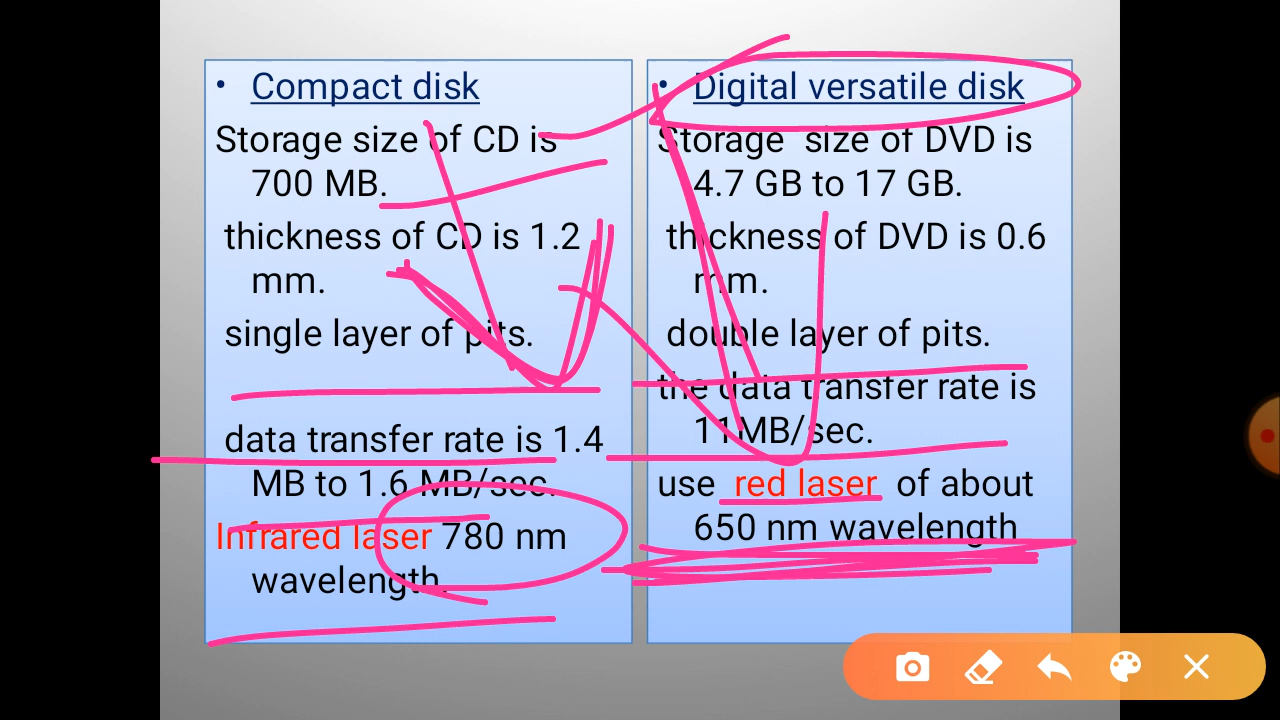 • Compact disk
Storage size of CD is
700 MB.
thickness of CD is 1.2
mm.
single layer of pits.
data transfer rate is 1.4
MB to 1.6 MB/sec.
Infrared laser 780 nm
wavelength.
• Digital versatile disk
Storage size of DVD is
4.7 GB to 17 GB.
thickness of DVD is 0.6
mm.
double layer of pits.
the data transfer rate is
11MB/sec.
use red laser of about
650 nm wavelength